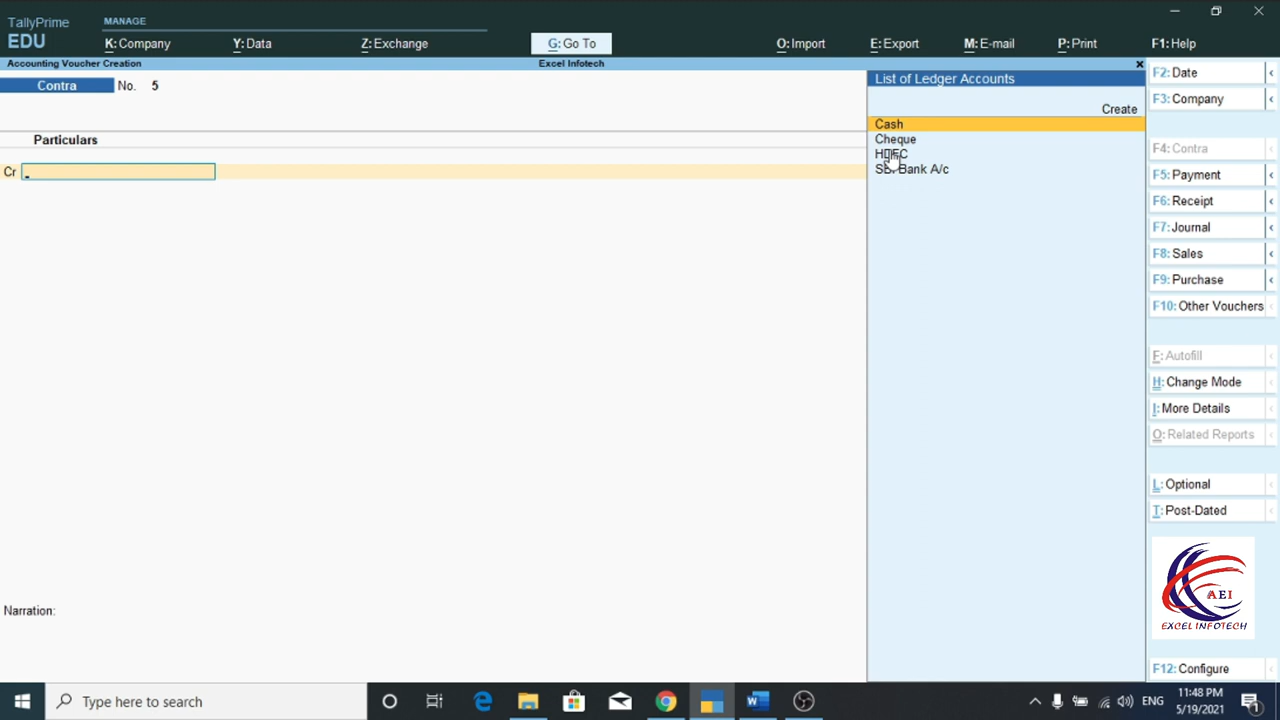 TallyPrime
EDU
MANAGE
K: Company
Y: Data
Z: Exchange
G: Go To
O: Import
E: Export
M: E-mail
P: Print
F1: Help
Accounting Voucher Creation
Excel Infotech
Contra No. 5
Particulars
Cr
Narration:
List of Ledger Accounts
Create
Cash
Cheque
HDFC
SBI Bank A/c
F2: Date
F3: Company
F4: Contra
F5: Payment
F6: Receipt
F7: Journal
F8: Sales
F9: Purchase
F10: Other Vouchers
F: Autofill
H: Change Mode
I: More Details
O: Related Reports
L: Optional
T: Post-Dated
AEI
EXCEL INFOTECH
F12: Configure
Type here to search
ENG
11:48 PM
5/19/2021
1